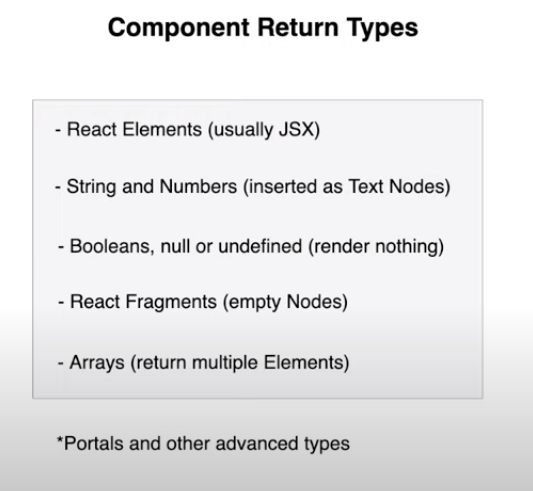 Component Return Types
- React Elements (usually JSX)
- String and Numbers (inserted as Text Nodes)
- Booleans, null or undefined (render nothing)
- React Fragments (empty Nodes)
- Arrays (return multiple Elements)
*Portals and other advanced types